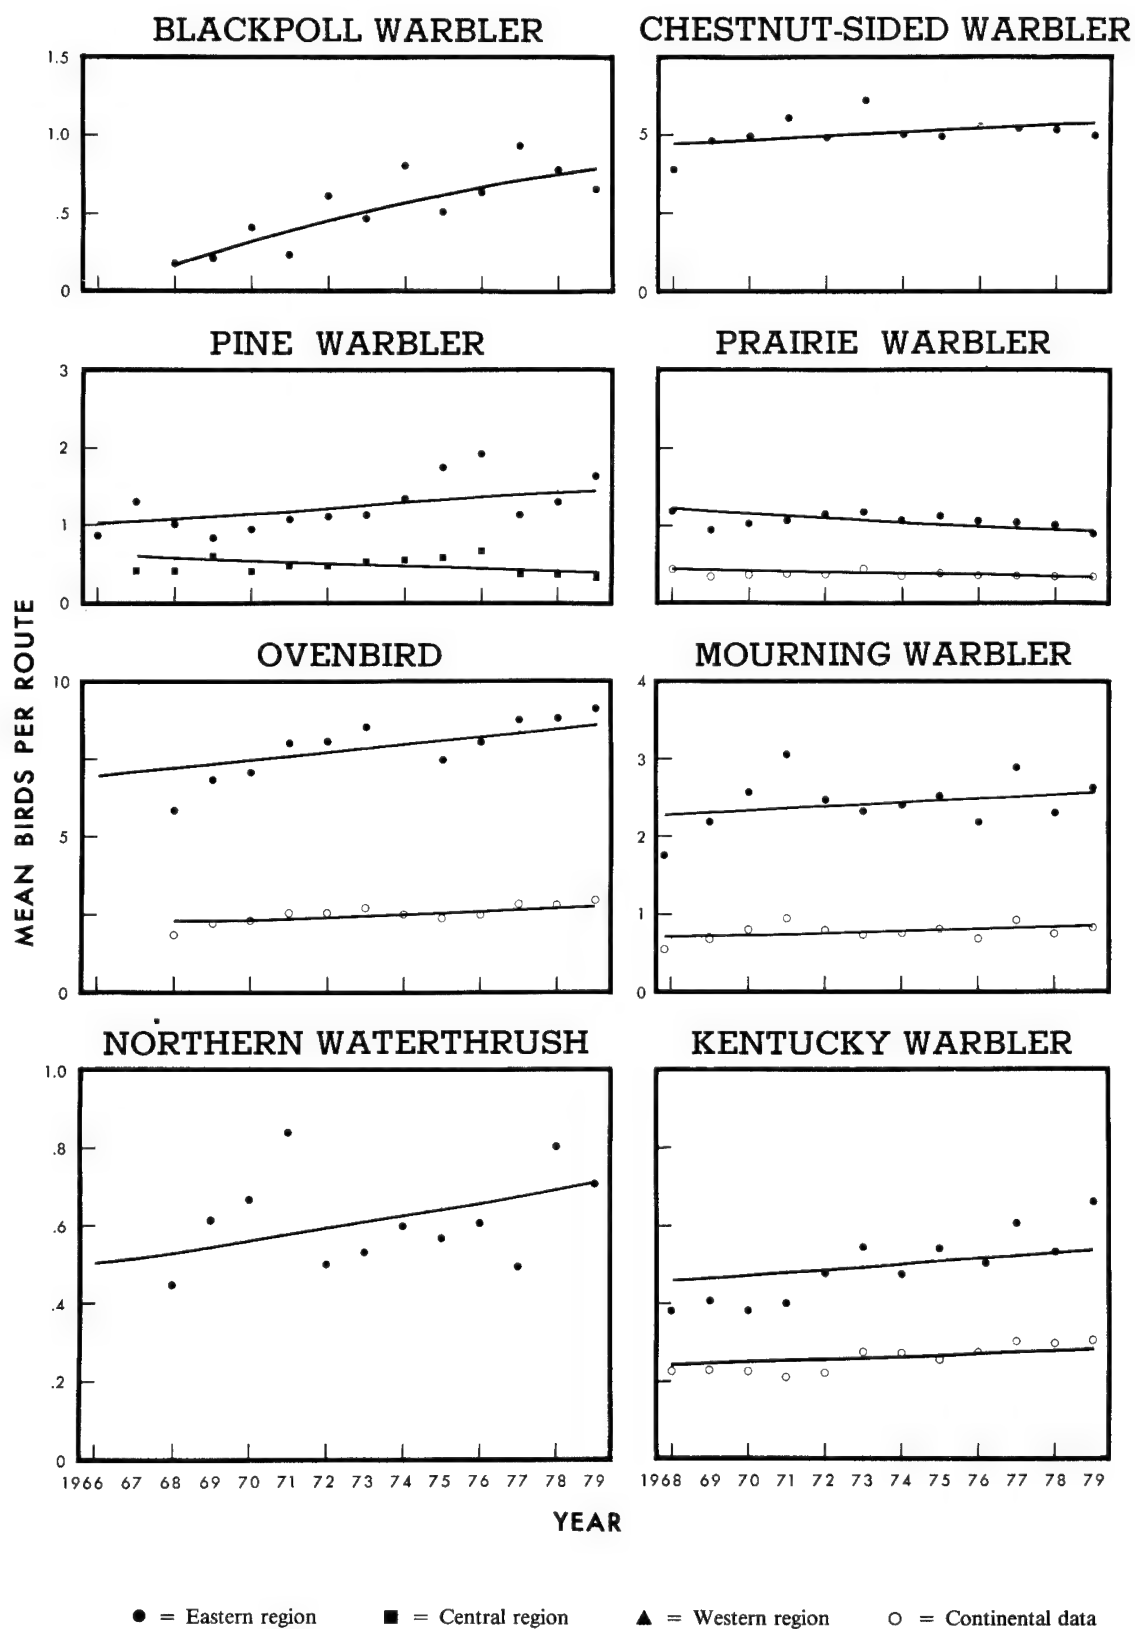 BLACKPOLL WARBLER
CHESTNUT-SIDED WARBLER
1.5
1.0
.5
0
5
0
PINE WARBLER
PRAIRIE WARBLER
3
2
1
0
OVENBIRD
MOURNING WARBLER
10
5
0
4
3
2
1
0
MEAN BIRDS PER ROUTE
NORTHERN WATERTHRUSH
KENTUCKY WARBLER
1.0
.8
.6
.4
.2
0
1966 67 68 69 70 71 72 73 74 75 76 77 78 79
1968 69 70 71 72 73 74 75 76 77 78 79
YEAR
● = Eastern region ■ = Central region ▲ = Western region ○ = Continental data